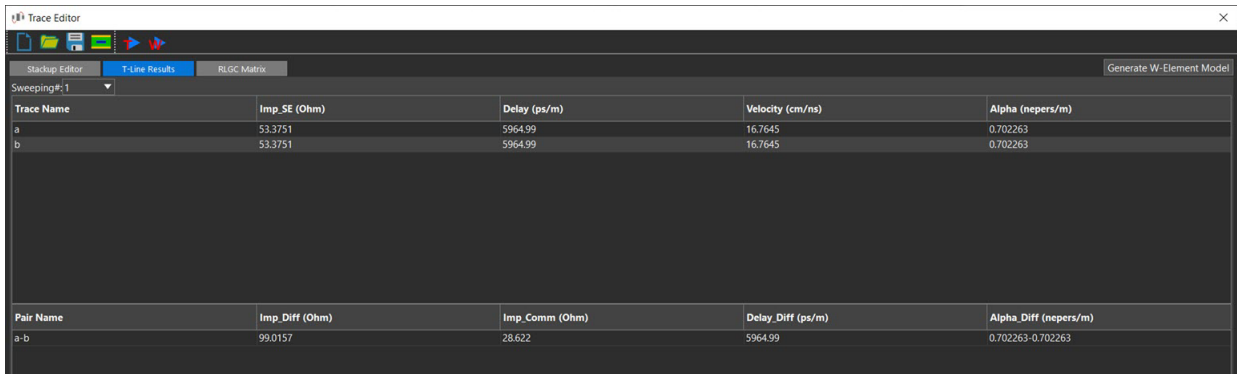 Trace Editor
Stackup Editor T-Line Results RLGC Matrix Generate W-Element Model
Sweeping#: 1
Trace Name Imp_SE (Ohm) Delay (ps/m) Velocity (cm/ns) Alpha (nepers/m)
a 53.3751 5964.99 16.7645 0.702263
b 53.3751 5964.99 16.7645 0.702263
Pair Name Imp_Diff (Ohm) Imp_Comm (Ohm) Delay_Diff (ps/m) Alpha_Diff (nepers/m)
a-b 99.0157 28.622 5964.99 0.702263-0.702263